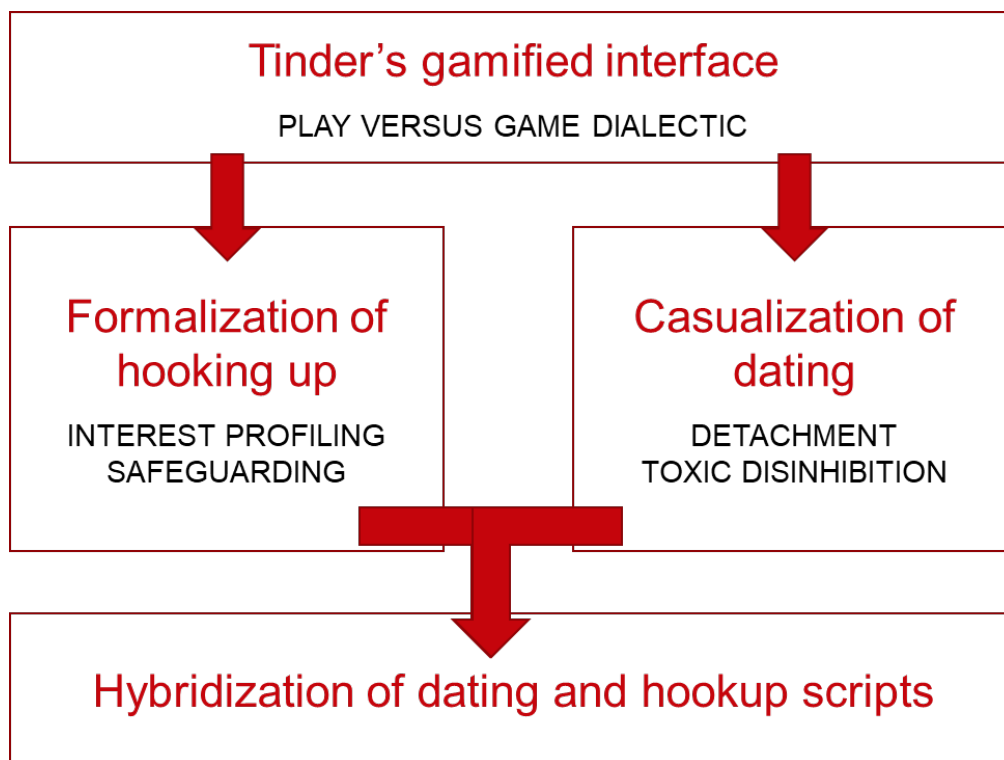 Tinder’s gamified interface
PLAY VERSUS GAME DIALECTIC
Formalization of
hooking up
INTEREST PROFILING
SAFEGUARDING
Casualization of
dating
DETACHMENT
TOXIC DISINHIBITION
Hybridization of dating and hookup scripts